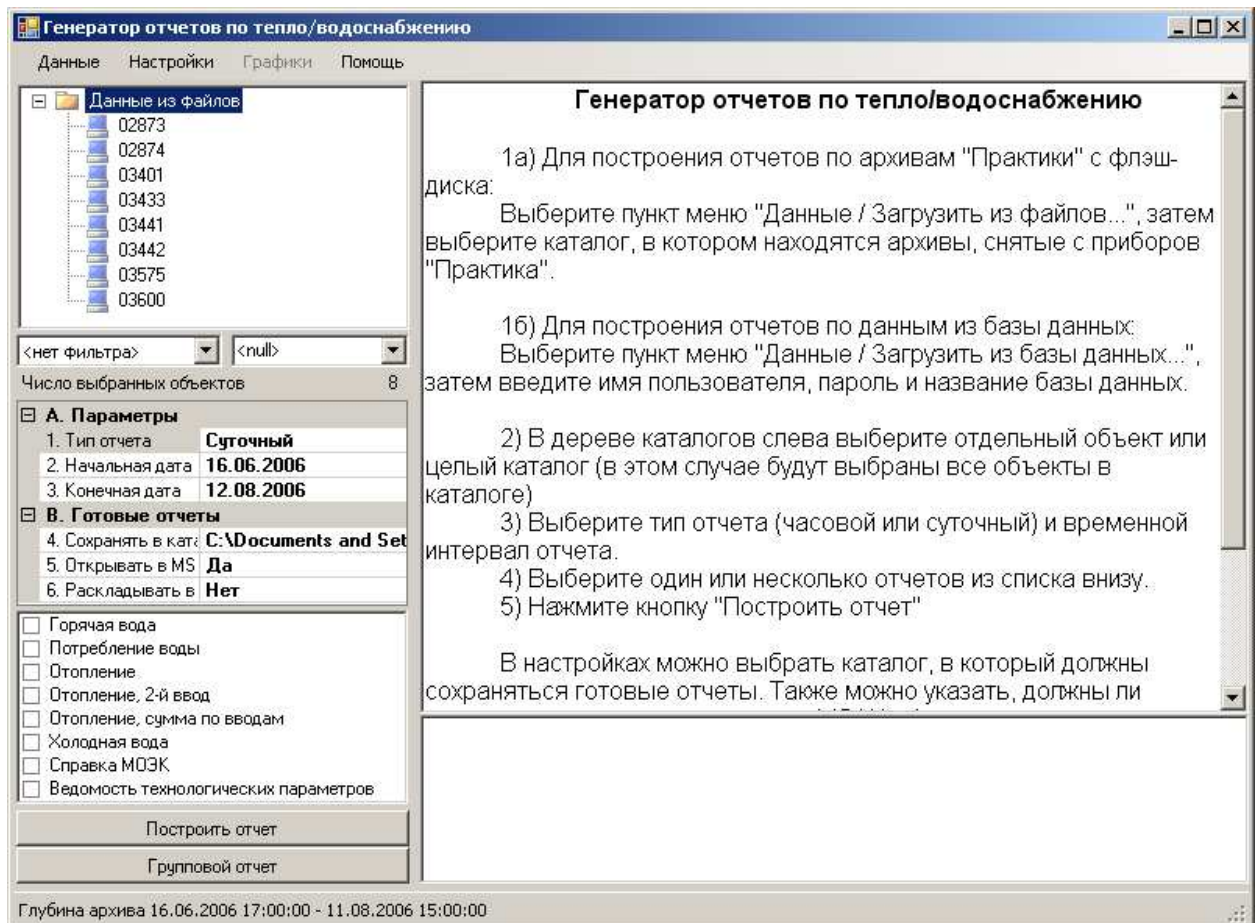 Генератор отчетов по тепло/водоснабжению
Данные Настройки Графики Помощь
Данные из файлов
02873
02874
03401
03433
03441
03442
03575
03600
<нет фильтра> <null>
Число выбранных объектов 8
А. Параметры
1. Тип отчета Суточный
2. Начальная дата 16.06.2006
3. Конечная дата 12.08.2006
В. Готовые отчеты
4. Сохранять в ката C:\Documents and Set
5. Открывать в MS Да
6. Раскладывать в Нет
Горячая вода
Потребление воды
Отопление
Отопление, 2-й ввод
Отопление, сумма по вводам
Холодная вода
Справка МОЭК
Ведомость технологических параметров
Построить отчет
Групповой отчет
Генератор отчетов по тепло/водоснабжению
1а) Для построения отчетов по архивам "Практики" с флэш-
диска:
Выберите пункт меню "Данные / Загрузить из файлов...", затем
выберите каталог, в котором находятся архивы, снятые с приборов
"Практика".
1б) Для построения отчетов по данным из базы данных:
Выберите пункт меню "Данные / Загрузить из базы данных...",
затем введите имя пользователя, пароль и название базы данных.
2) В дереве каталогов слева выберите отдельный объект или
целый каталог (в этом случае будут выбраны все объекты в
каталоге)
3) Выберите тип отчета (часовой или суточный) и временной
интервал отчета.
4) Выберите один или несколько отчетов из списка внизу.
5) Нажмите кнопку "Построить отчет"
В настройках можно выбрать каталог, в который должны
сохраняться готовые отчеты. Также можно указать, должны ли
Глубина архива 16.06.2006 17:00:00 - 11.08.2006 15:00:00